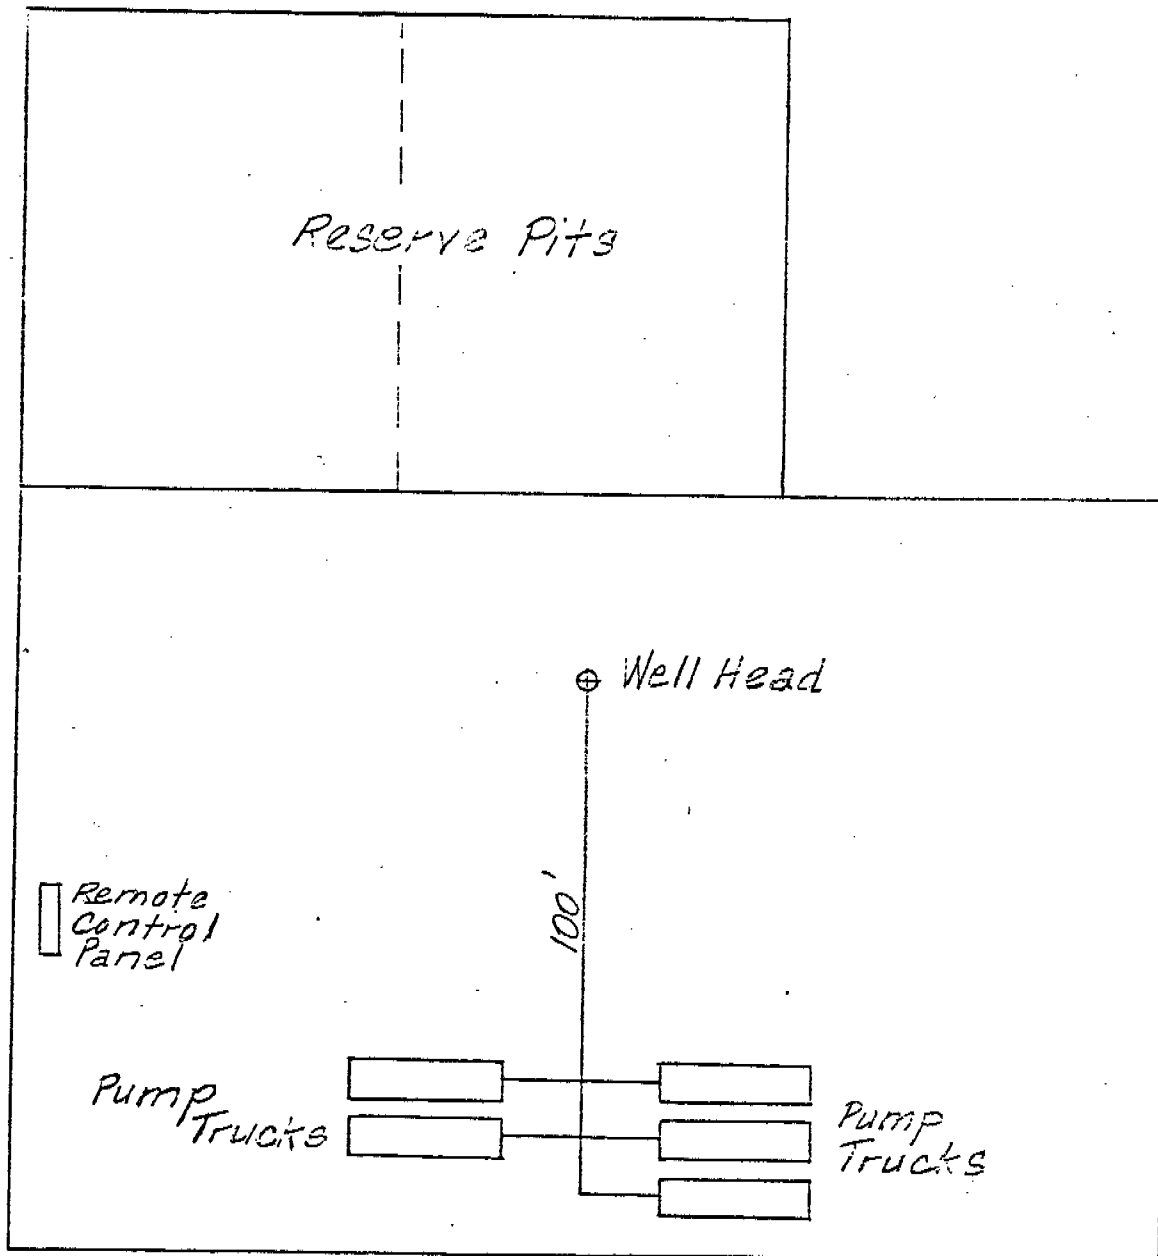 Reserve Pits
Well Head
100'
Remote
Control
Panel
Pump
Trucks
Pump
Trucks